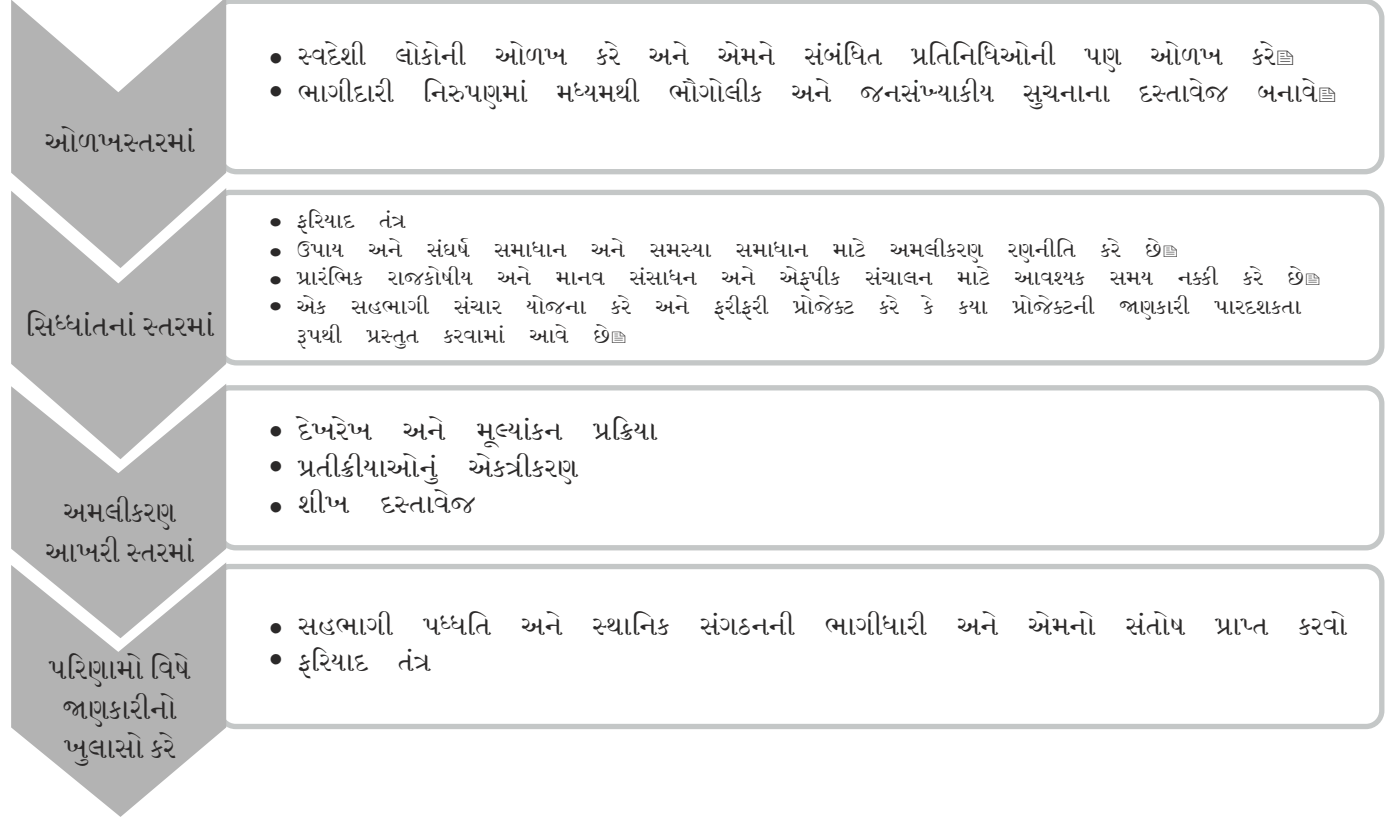 ઓળખસ્તરમાં
• સ્વદેશી લોકોની ઓળખ કરે અને એમને સંબંધિત પ્રતિનિધિઓની પણ ઓળખ કરે
• ભાગીદારી નિરુપણમાં મધ્યમથી ભૌગોલીક અને જનસંખ્યાકીય સુચનાના દસ્તાવેજ બનાવે
સિધ્ધાંતનાં સ્તરમાં
• ફરિયાદ તંત્ર
• ઉપાય અને સંઘર્ષ સમાધાન અને સમસ્યા સમાધાન માટે અમલીકરણ રણનીતિ કરે છે
• પ્રારંભિક રાજકોષીય અને માનવ સંસાધન અને એફપીક સંચાલન માટે આવશ્યક સમય નક્કી કરે છે
• એક સહભાગી સંચાર યોજના કરે અને ફરીફરી પ્રોજેક્ટ કરે કે કયા પ્રોજેક્ટની જાણકારી પારદશકતા
રૂપથી પ્રસ્તુત કરવામાં આવે છે
અમલીકરણ
આખરી સ્તરમાં
• દેખરેખ અને મૂલ્યાંકન પ્રક્રિયા
• પ્રતીક્રીયાઓનું એકત્રીકરણ
• શીખ દસ્તાવેજ
પરિણામો વિષે
જાણકારીનો
ખુલાસો કરે
• સહભાગી પધ્ધતિ અને સ્થાનિક સંગઠનની ભાગીધારી અને એમનો સંતોષ પ્રાપ્ત કરવો
• ફરિયાદ તંત્ર